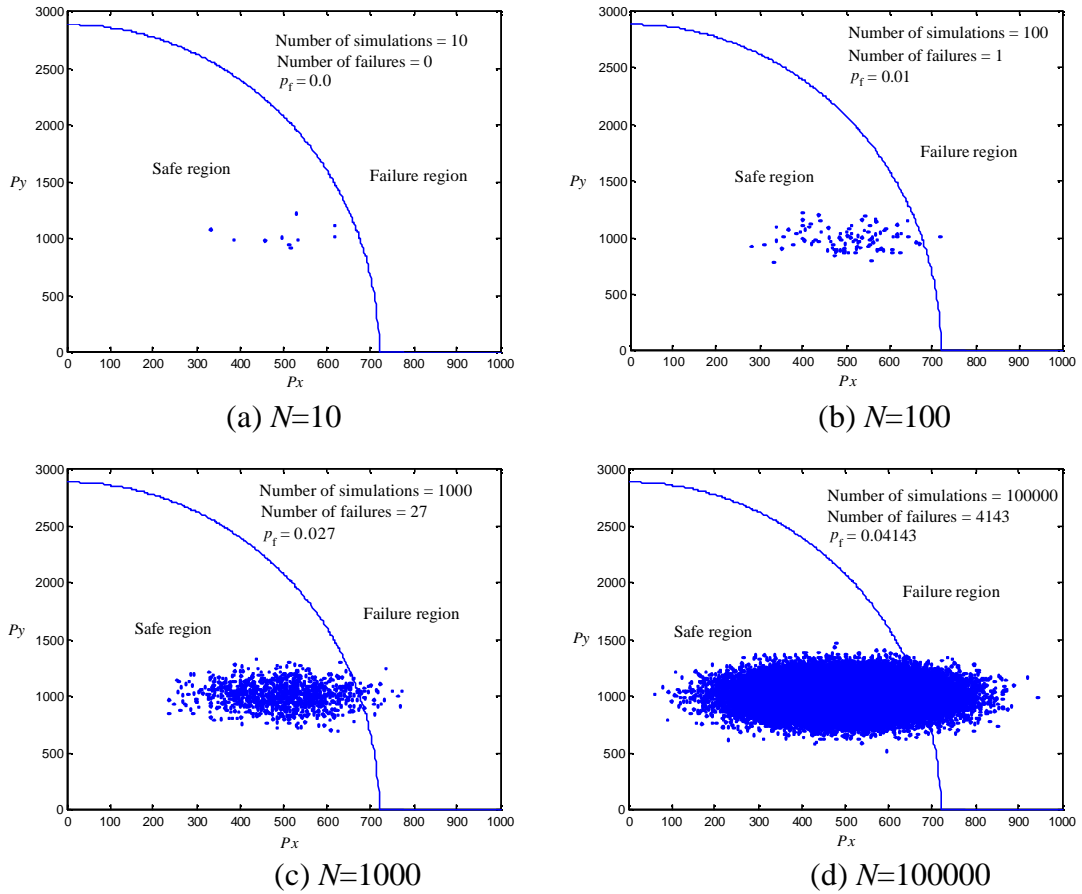 3000
2500
2000
1500
1000
500
0
Py
Number of simulations = 10
Number of failures = 0
pf = 0.0
Safe region
Failure region
0 100 200 300 400 500 600 700 800 900 1000
Px
(a) N=10
3000
2500
2000
1500
1000
500
0
Py
Number of simulations = 100
Number of failures = 1
pf = 0.01
Failure region
Safe region
0 100 200 300 400 500 600 700 800 900 1000
Px
(b) N=100
3000
2500
2000
1500
1000
500
0
Py
Number of simulations = 1000
Number of failures = 27
pf = 0.027
Failure region
Safe region
0 100 200 300 400 500 600 700 800 900 1000
Px
(c) N=1000
3000
2500
2000
1500
1000
500
0
Py
Number of simulations = 100000
Number of failures = 4143
pf = 0.04143
Failure region
Safe region
0 100 200 300 400 500 600 700 800 900 1000
Px
(d) N=100000